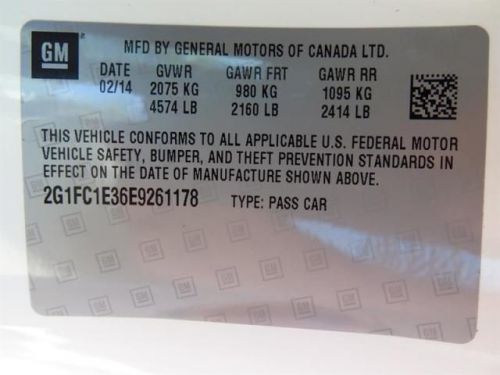 GM
MFD BY GENERAL MOTORS OF CANADA LTD.
DATE GVWR GAWR FRT GAWR RR
02/14 2075 KG 980 KG 1095 KG
4574 LB 2160 LB 2414 LB
THIS VEHICLE CONFORMS TO ALL APPLICABLE U.S. FEDERAL MOTOR
VEHICLE SAFETY, BUMPER, AND THEFT PREVENTION STANDARDS IN
EFFECT ON THE DATE OF MANUFACTURE SHOWN ABOVE.
2G1FC1E36E9261178 TYPE: PASS CAR